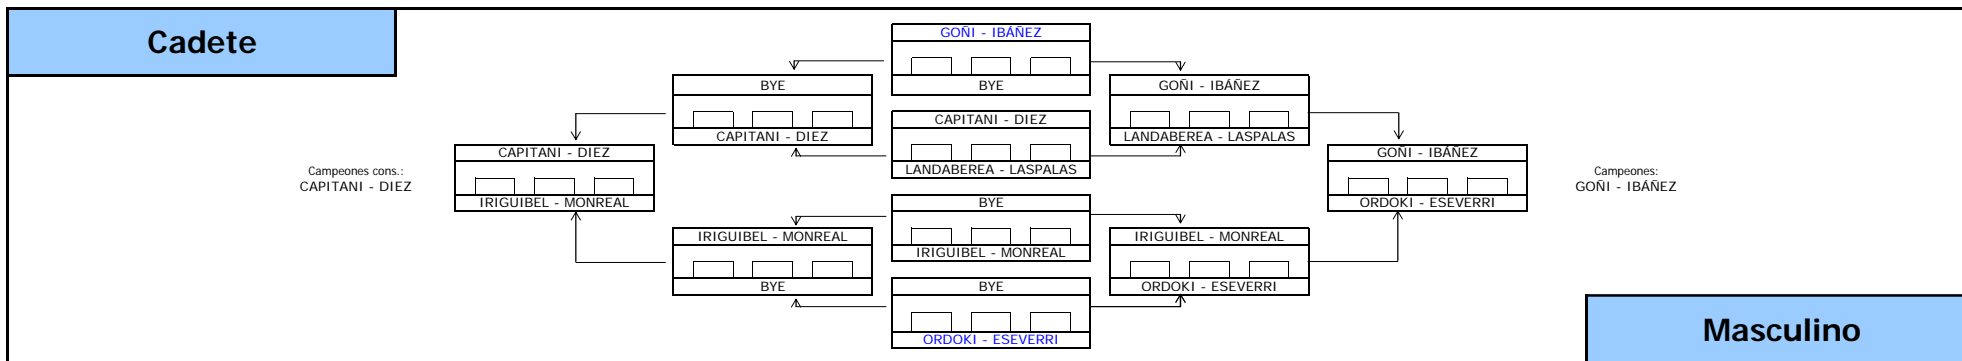 Cadete
GOÑI - IBÁÑEZ
BYE
BYE
CAPITANI - DIEZ
GOÑI - IBÁÑEZ
LANDABEREA - LASPALAS
CAPITANI - DIEZ
LANDABEREA - LASPALAS
CAPITANI - DIEZ
IRIGUIBEL - MONREAL
Campeones cons.:
CAPITANI - DIEZ
GOÑI - IBÁÑEZ
ORDOKI - ESEVERRI
Campeones:
GOÑI - IBÁÑEZ
BYE
IRIGUIBEL - MONREAL
IRIGUIBEL - MONREAL
BYE
IRIGUIBEL - MONREAL
ORDOKI - ESEVERRI
BYE
ORDOKI - ESEVERRI
Masculino